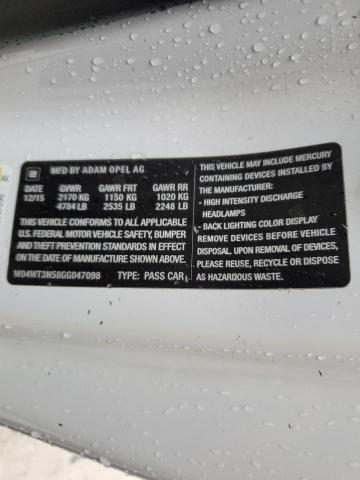 GM
MFD BY ADAM OPEL AG
DATE GVWR GAWR FRT GAWR RR
12/15 2170 KG 1150 KG 1020 KG
4784 LB 2535 LB 2248 LB
THIS VEHICLE CONFORMS TO ALL APPLICABLE
U.S. FEDERAL MOTOR VEHICLE SAFETY, BUMPER
AND THEFT PREVENTION STANDARDS IN EFFECT
ON THE DATE OF MANUFACTURE SHOWN ABOVE.
W04WT3N58GG047098 TYPE: PASS CAR
THIS VEHICLE MAY INCLUDE MERCURY
CONTAINING DEVICES INSTALLED BY THE
MANUFACTURER:
- HIGH INTENSITY DISCHARGE
HEADLAMPS
- BACK LIGHTING COLOR DISPLAY
REMOVE DEVICES BEFORE VEHICLE
DISPOSAL. UPON REMOVAL OF DEVICES
PLEASE REUSE, RECYCLE OR DISPOSE
AS HAZARDOUS WASTE.